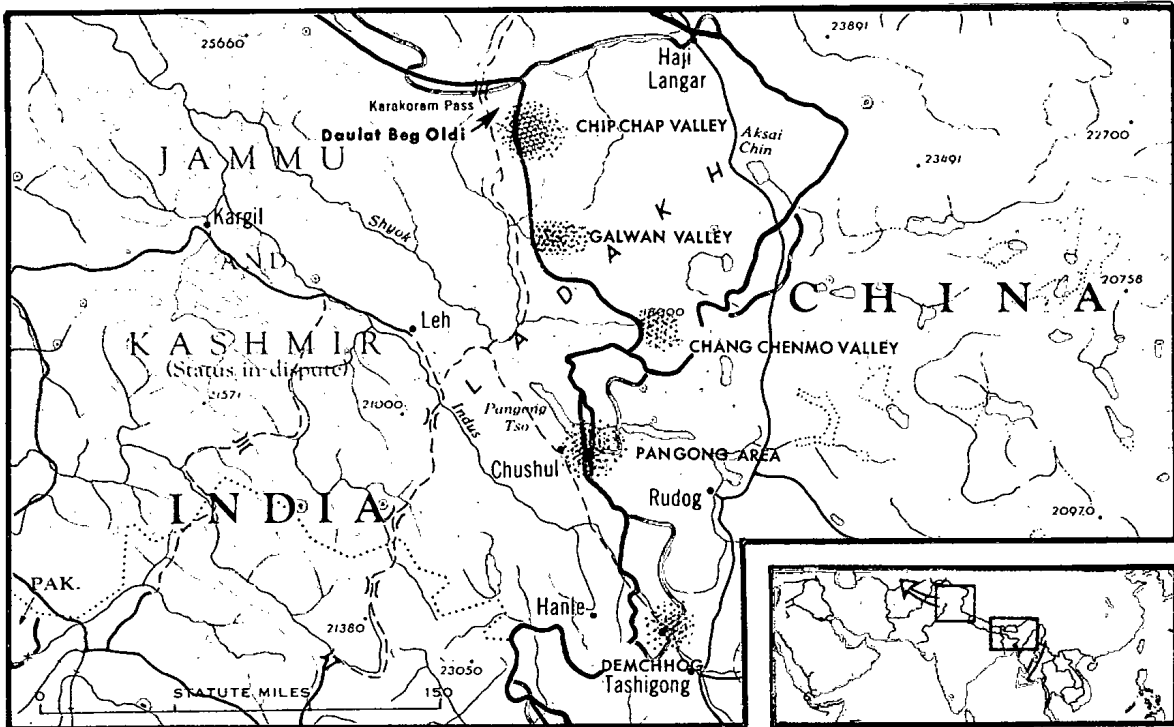 25660
23891
Haji
Langar
Karakoram Pass
Daulat Beg Oldi
CHIP CHAP VALLEY
Aksai
Chin
22700
23491
JAMMU
Kargil
AND
Shyok
GALWAN VALLEY
LADAKH
CHINA
20758
18000
Leh
KASHMIR
(Status in dispute)
CHANG CHENMO VALLEY
21571
21000
Indus
Pangong
Tso
PANGONG AREA
Chushul
Rudog
INDIA
20970
PAK.
Hanle
21380
23050
DEMCHHOG
Tashigong
0 STATUTE MILES 150